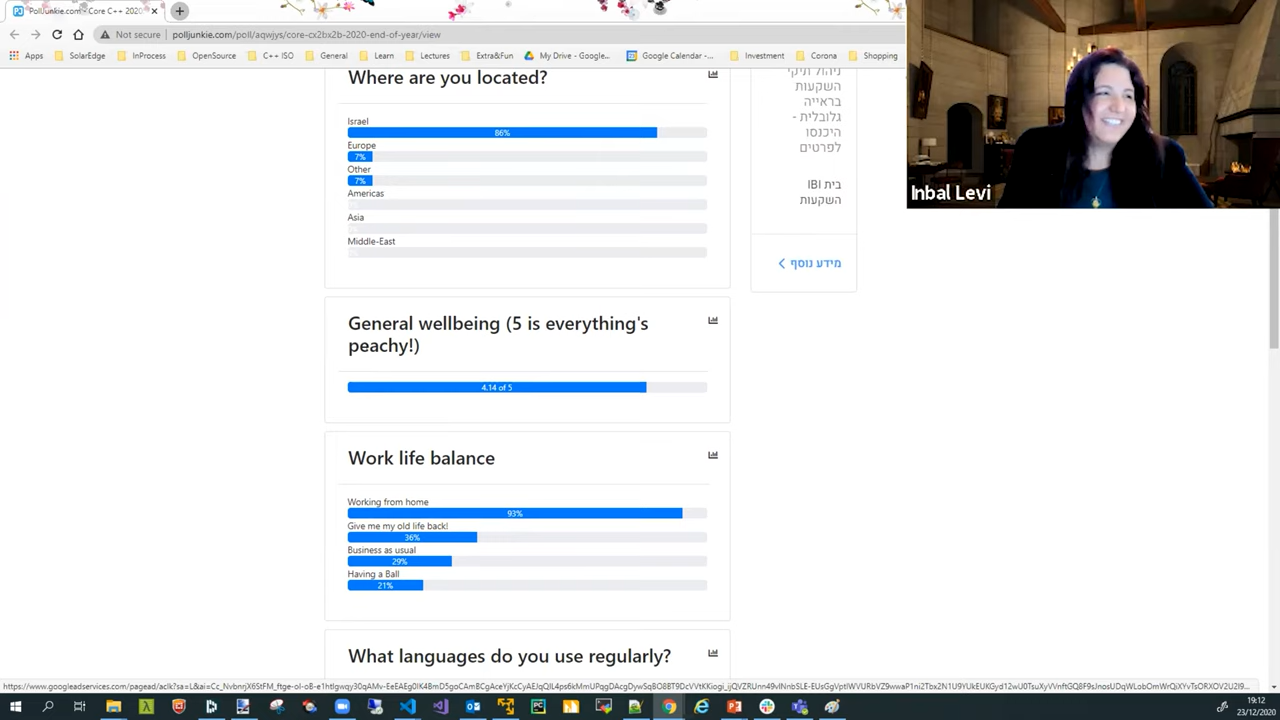 PollJunkie.com - Core C++ 2020
Not secure
polljunkie.com/poll/aqwjys/core-cx2bx2b-2020-end-of-year/view
Apps
SolarEdge
InProcess
OpenSource
C++ ISO
General
Learn
Lectures
Extra&Fun
My Drive - Google...
Google Calendar -...
Investment
Corona
Shopping
Where are you located?
Israel
86%
Europe
7%
Other
7%
Americas
Asia
Middle-East
General wellbeing (5 is everything's
peachy!)
4.14 of 5
Work life balance
Working from home
93%
Give me my old life back!
36%
Business as usual
29%
Having a Ball
21%
What languages do you use regularly?
ניהול תיקי
השקעות
בראייה
גלובלית -
היכנסו
לפרטים
בית IBI
השקעות
מידע נוסף
Inbal Levi
19:12
23/12/2020